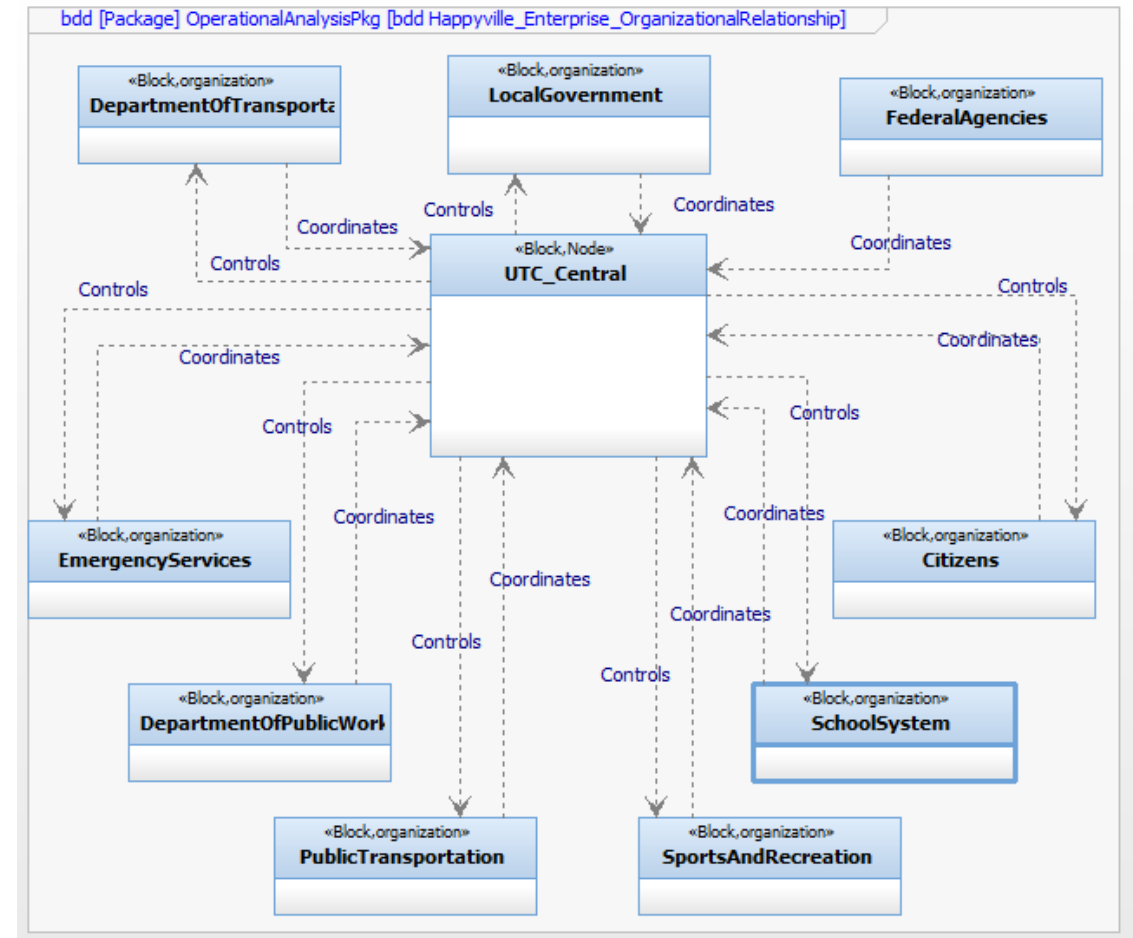 bdd [Package] OperationalAnalysisPkg [bdd Happyville_Enterprise_OrganizationalRelationship]
«Block,organization»
DepartmentOfTransporta
«Block,organization»
LocalGovernment
«Block,organization»
FederalAgencies
Controls
Coordinates
Coordinates
Controls
Coordinates
«Block,Node»
UTC_Central
Controls
Controls
Coordinates
Coordinates
Controls
Controls
Coordinates
Coordinates
«Block,organization»
EmergencyServices
«Block,organization»
Citizens
Coordinates
Coordinates
Controls
Controls
«Block,organization»
DepartmentOfPublicWork
«Block,organization»
SchoolSystem
«Block,organization»
PublicTransportation
«Block,organization»
SportsAndRecreation